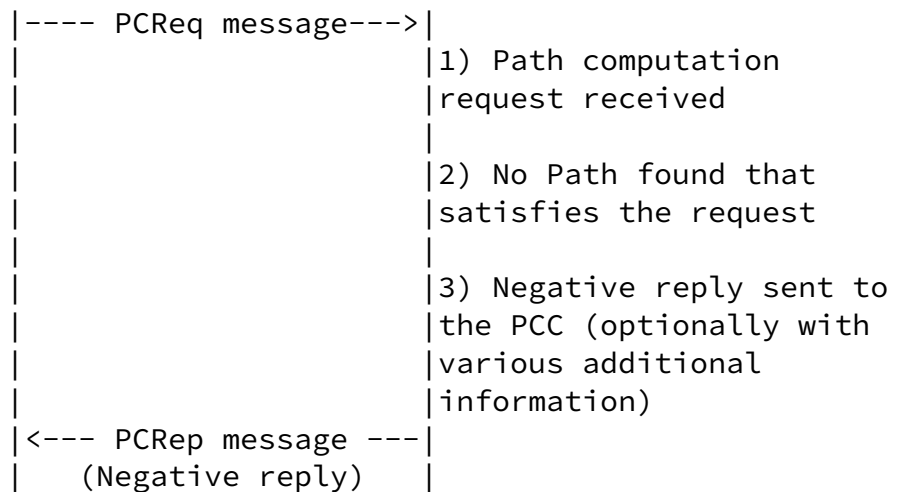 |---- PCReq message--->|
|                      |1) Path computation
|                      |request received
|                      |
|                      |2) No Path found that
|                      |satisfies the request
|                      |
|                      |3) Negative reply sent to
|                      |the PCC (optionally with
|                      |various additional
|                      |information)
|<--- PCRep message ---|
|   (Negative reply)   |